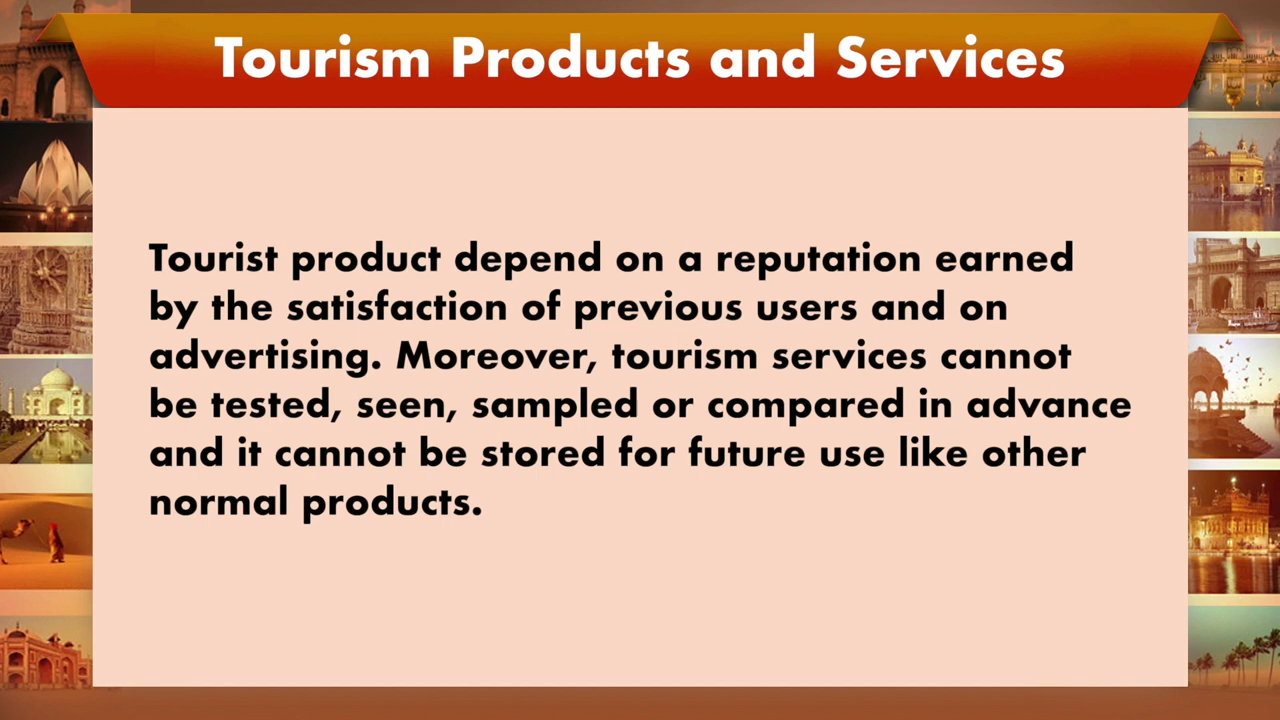 Tourism Products and Services
Tourist product depend on a reputation earned
by the satisfaction of previous users and on
advertising. Moreover, tourism services cannot
be tested, seen, sampled or compared in advance
and it cannot be stored for future use like other
normal products.